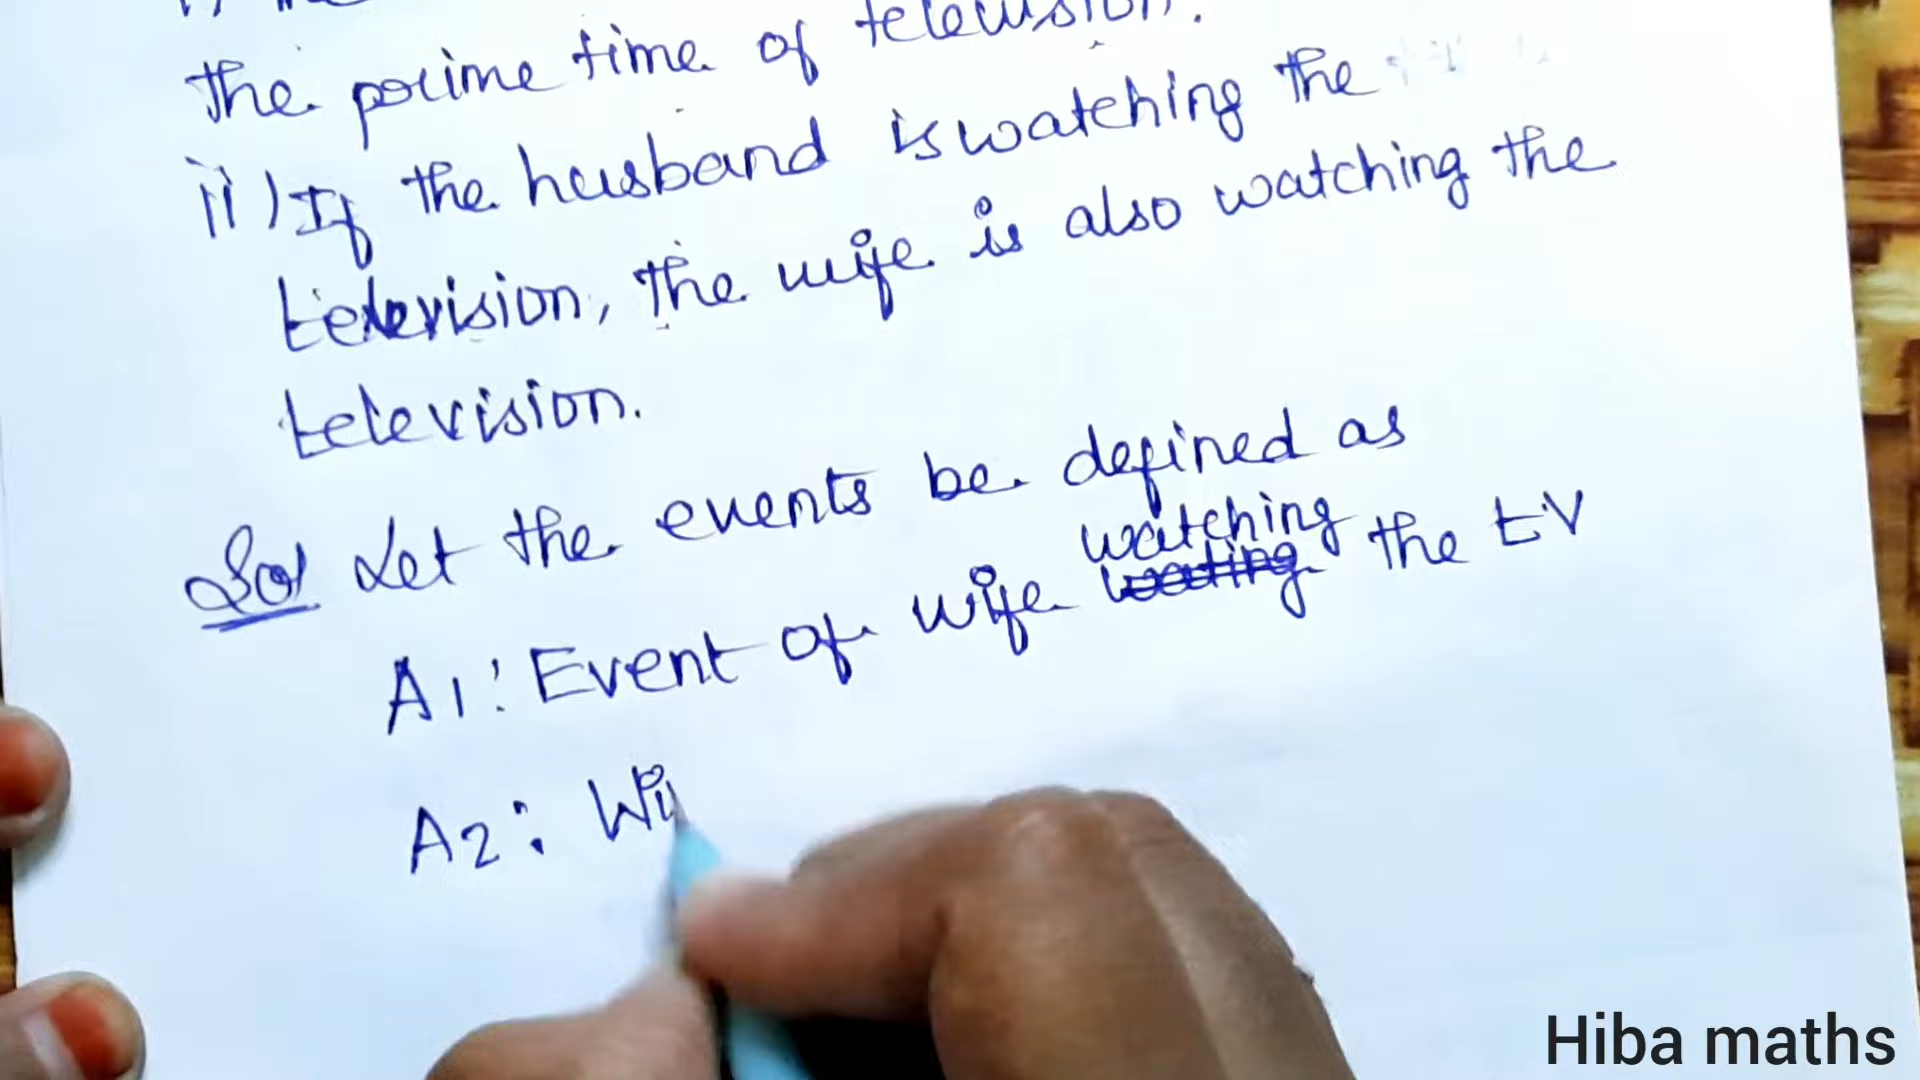 the prime time of television.
ii) If the husband is watching the
television, the wife is also watching the
television.
Sol Let the events be defined as
watching
A1: Event of wife the tV
A2: Wi
Hiba maths